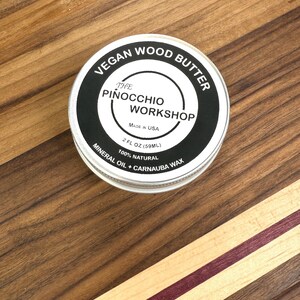 VEGAN WOOD BUTTER
THE
PINOCCHIO
WORKSHOP
Made in USA
2 FL OZ (59ML)
100% NATURAL
MINERAL OIL + CARNAUBA WAX